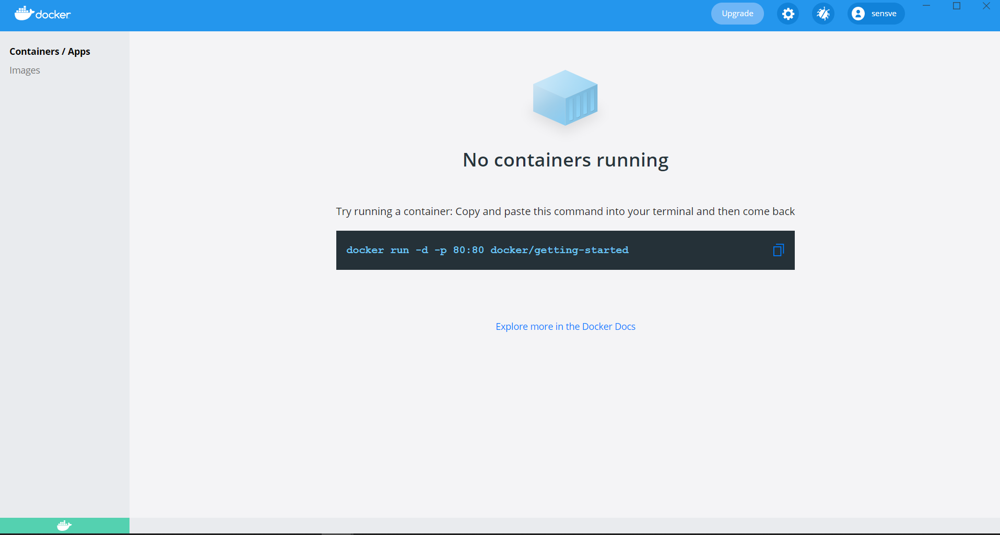 docker
Upgrade
sensve
Containers / Apps
Images
No containers running
Try running a container: Copy and paste this command into your terminal and then come back
docker run -d -p 80:80 docker/getting-started
Explore more in the Docker Docs